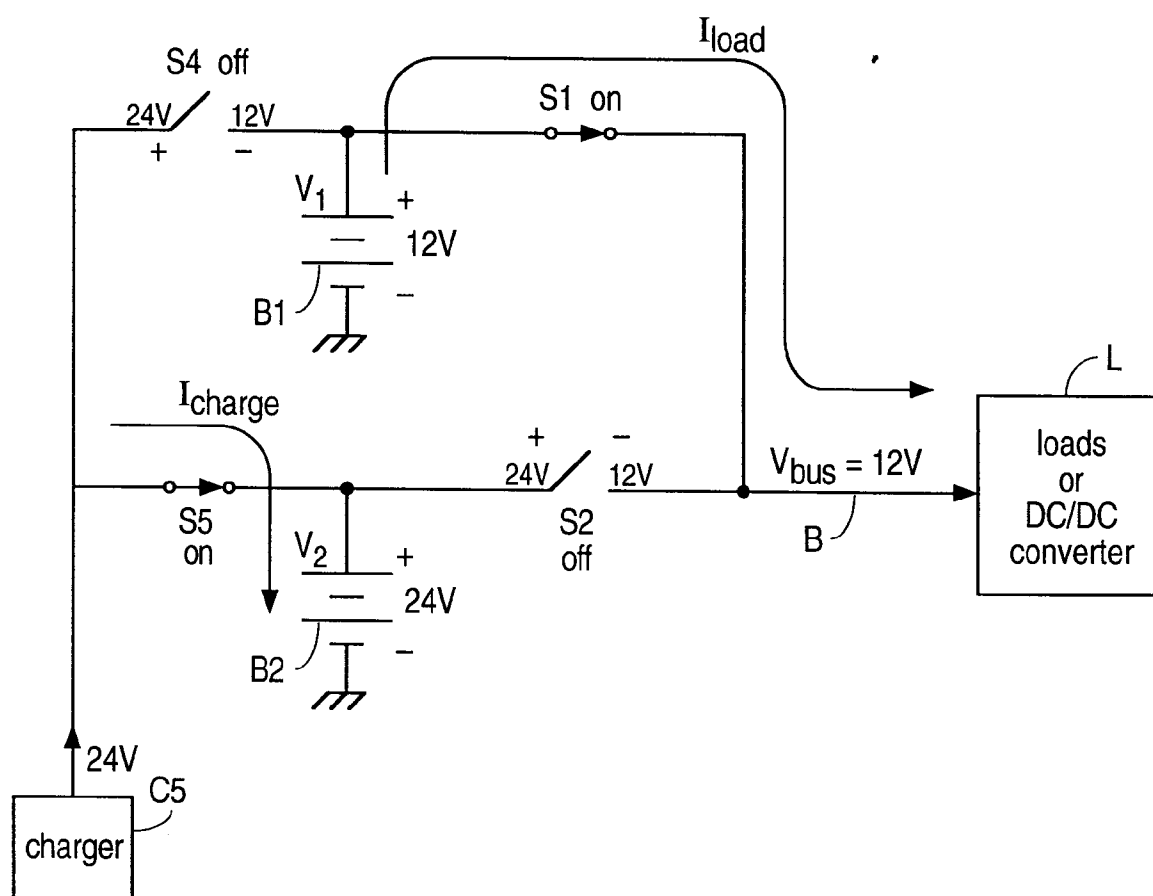 I_load
S4 off
S1 on
24V
12V
+
−
V1
+
12V
B1
−
I_charge
L
+
−
24V
12V
V_bus = 12V
loads
or
DC/DC
converter
S5
on
S2
off
B
V2
+
24V
B2
−
24V
C5
charger